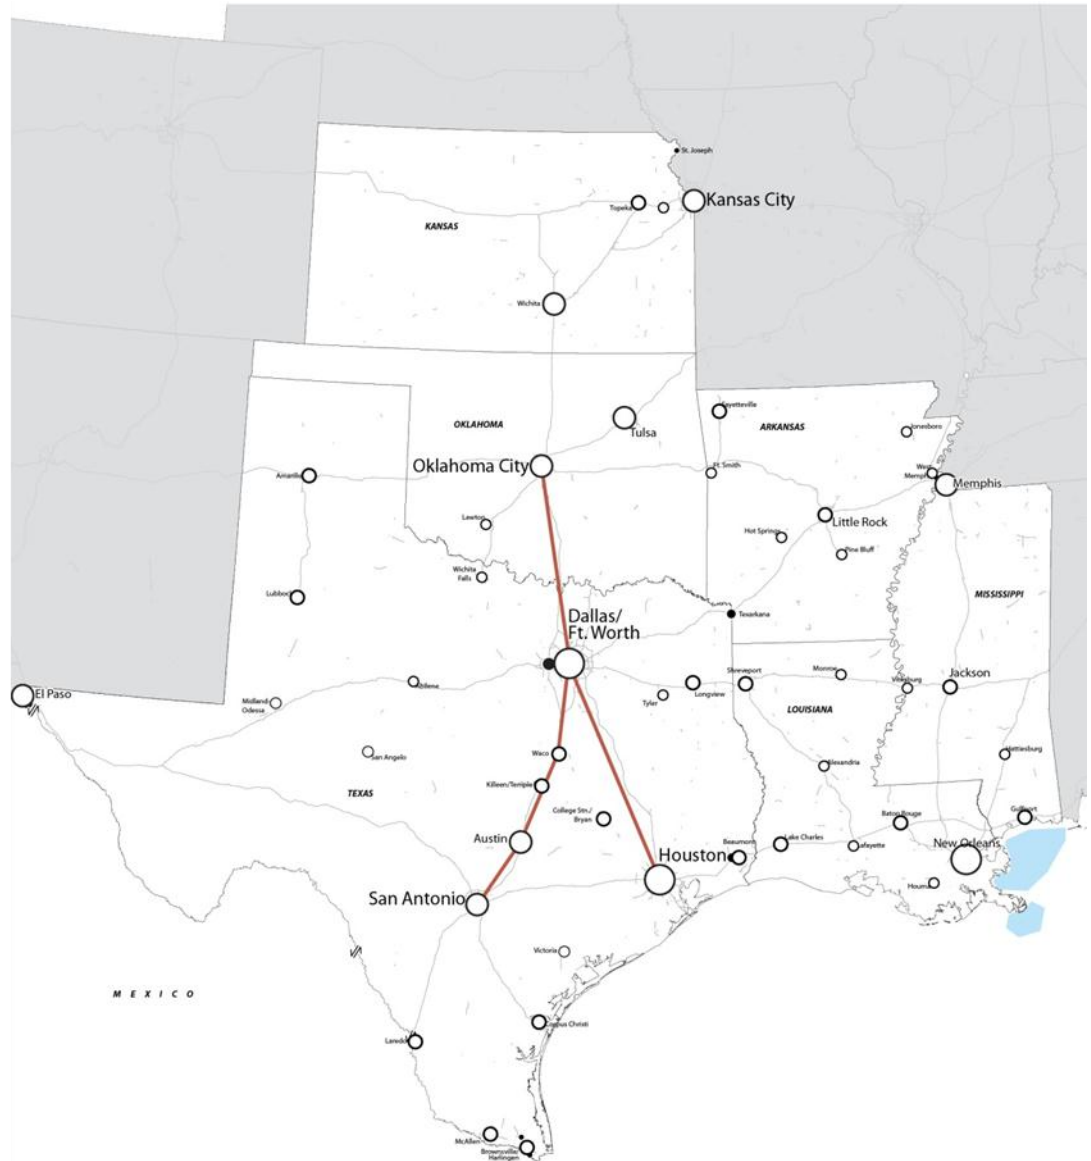 St. Joseph
Kansas City
Topeka
KANSAS
Wichita
Fayetteville
OKLAHOMA
ARKANSAS
Tulsa
Jonesboro
Oklahoma City
Amarillo
Ft. Smith
West
Memphis
Memphis
Lawton
Little Rock
Hot Springs
Pine Bluff
Wichita
Falls
Lubbock
MISSISSIPPI
Texarkana
Dallas/
Ft. Worth
El Paso
Abilene
Midland-
Odessa
Tyler
Longview
Shreveport
Monroe
Vicksburg
Jackson
LOUISIANA
San Angelo
Waco
Alexandria
Hattiesburg
TEXAS
Killeen/Temple
College Stn./
Bryan
Baton Rouge
Gulfport
Austin
Houston
Beaumont
Lake Charles
Lafayette
New Orleans
San Antonio
Houma
Victoria
MEXICO
Corpus Christi
Laredo
McAllen
Brownsville/
Harlingen